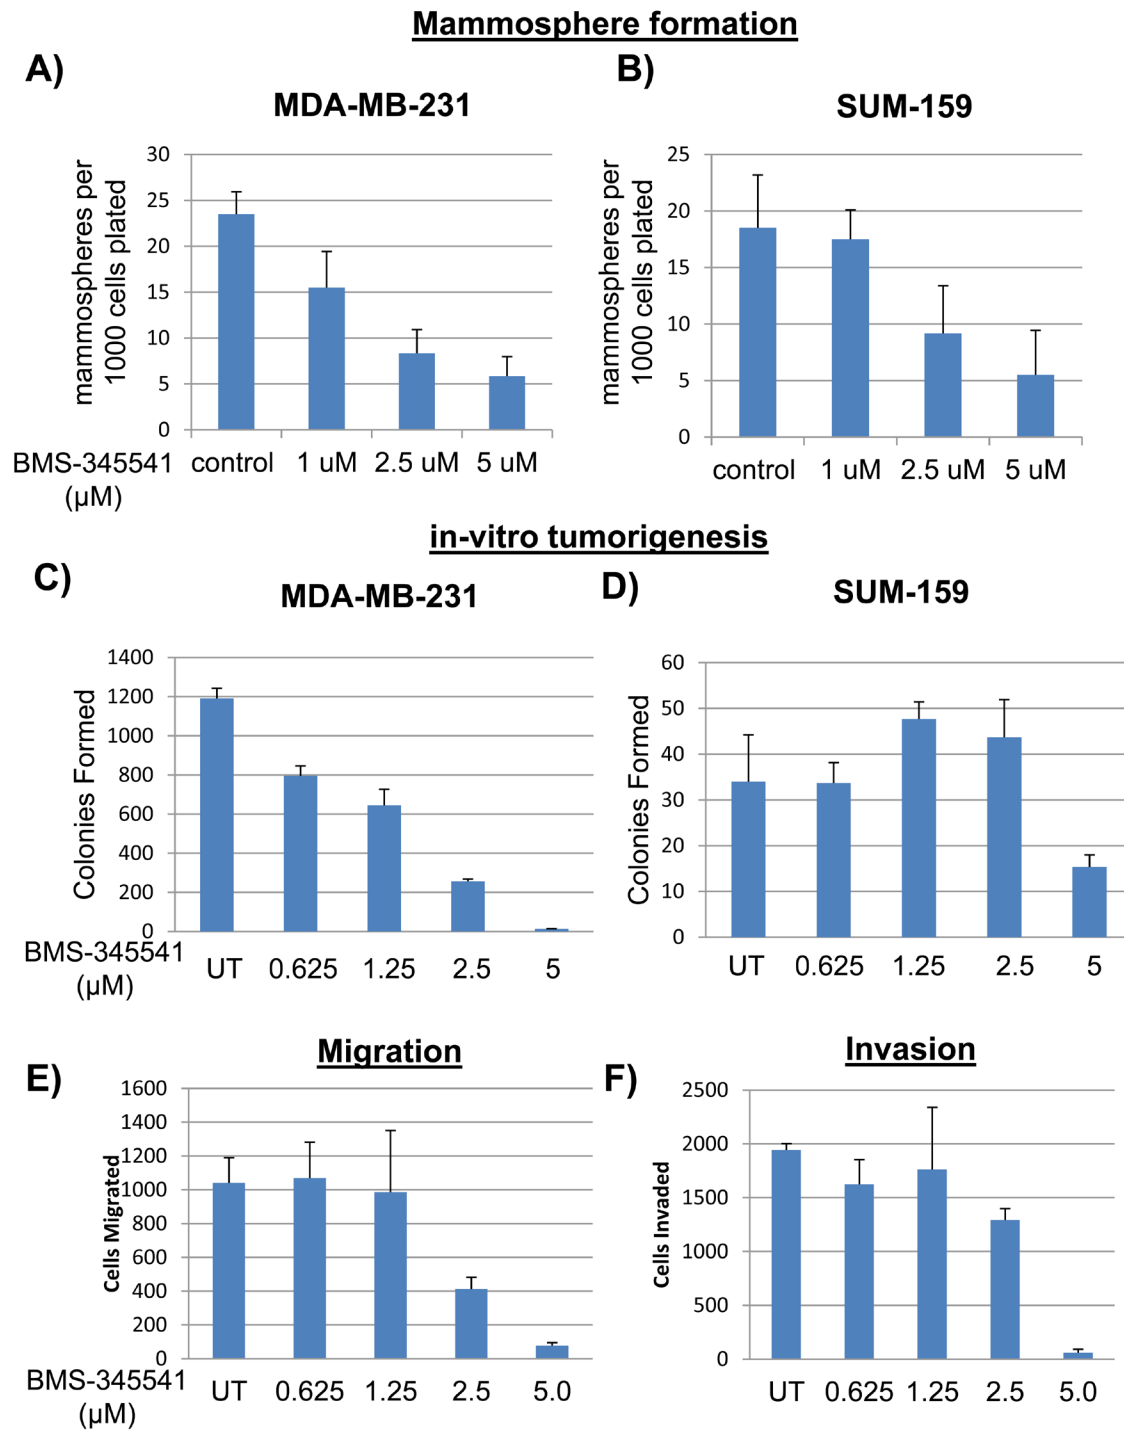 Mammosphere formation
A)
B)
MDA-MB-231
SUM-159
mammospheres per
1000 cells plated
30
25
20
15
10
5
0
mammospheres per
1000 cells plated
25
20
15
10
5
0
BMS-345541
(µM)
control 1 uM 2.5 uM 5 uM
control 1 uM 2.5 uM 5 uM
in-vitro tumorigenesis
C)
D)
MDA-MB-231
SUM-159
Colonies Formed
1400
1200
1000
800
600
400
200
0
Colonies Formed
60
50
40
30
20
10
0
BMS-345541
(µM)
UT 0.625 1.25 2.5 5
UT 0.625 1.25 2.5 5
Migration
Invasion
E)
F)
Cells Migrated
1600
1400
1200
1000
800
600
400
200
0
Cells Invaded
2500
2000
1500
1000
500
0
BMS-345541
(µM)
UT 0.625 1.25 2.5 5.0
UT 0.625 1.25 2.5 5.0